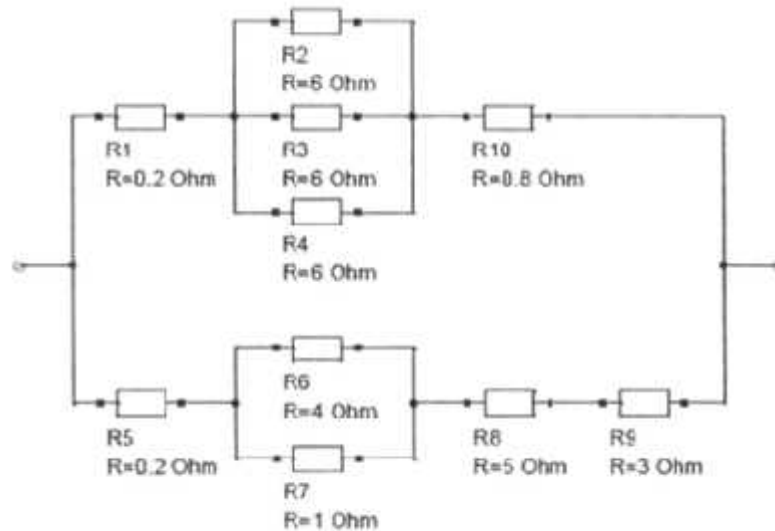 R2
R=6 Ohm
R1
R=0.2 Ohm
R3
R=6 Ohm
R10
R=0.8 Ohm
R4
R=6 Ohm
R5
R=0.2 Ohm
R6
R=4 Ohm
R8
R=5 Ohm
R9
R=3 Ohm
R7
R=1 Ohm